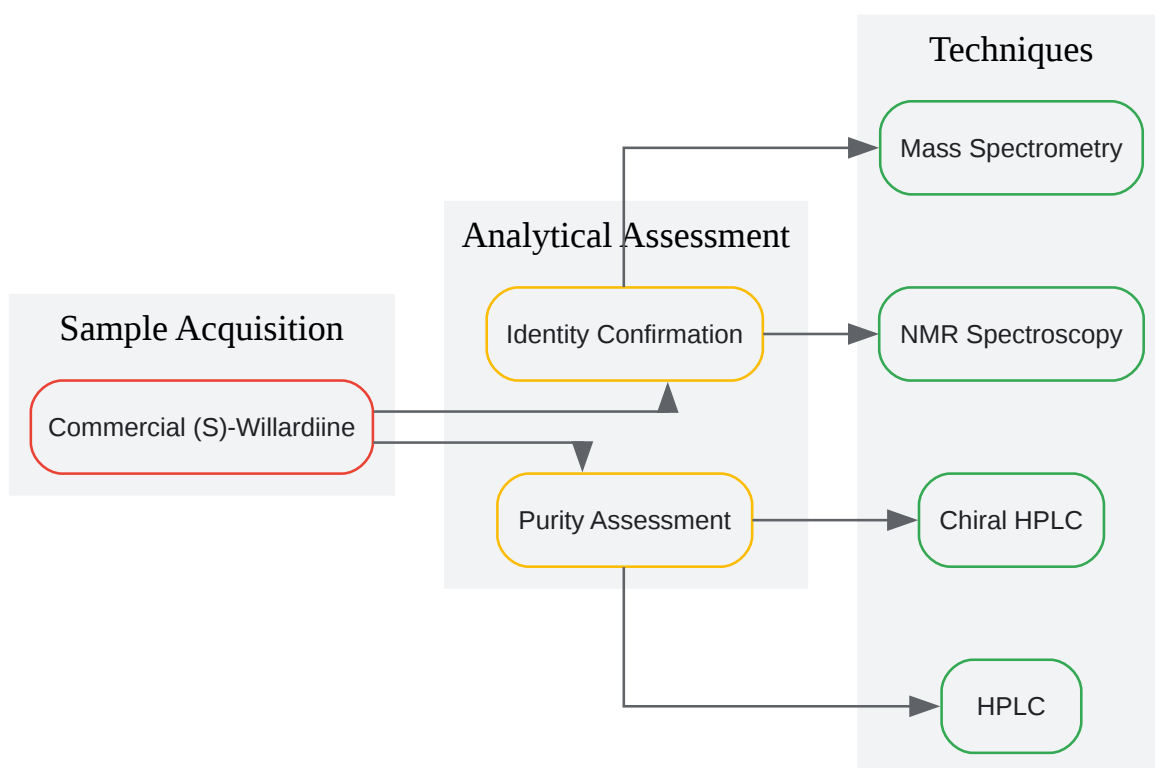 Techniques
Mass Spectrometry
Analytical Assessment
Sample Acquisition
Identity Confirmation
NMR Spectroscopy
Commercial (S)-Willardiine
Purity Assessment
Chiral HPLC
HPLC